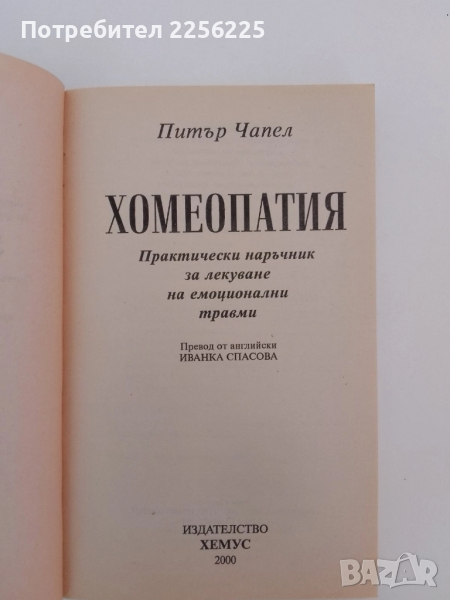 Потребител 2256225
Питър Чапел
ХОМЕОПАТИЯ
Практически наръчник
за лекуване
на емоционални
травми
Превод от английски
ИВАНКА СПАСОВА
ИЗДАТЕЛСТВО
ХЕМУС
2000
BAZAR